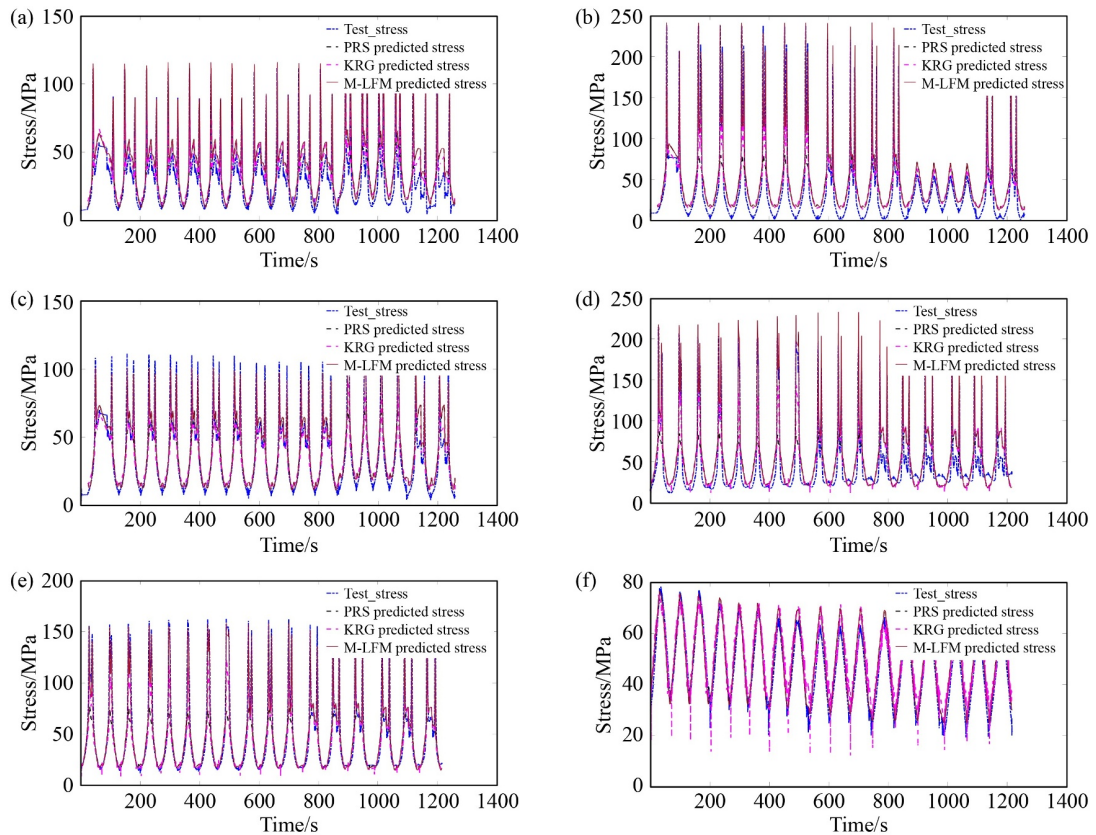 (a)
150
100
50
0
Stress/MPa
Test_stress
PRS predicted stress
KRG predicted stress
M-LFM predicted stress
200 400 600 800 1000 1200 1400
Time/s
(b)
250
200
150
100
50
0
Stress/MPa
Test_stress
PRS predicted stress
KRG predicted stress
M-LFM predicted stress
200 400 600 800 1000 1200 1400
Time/s
(c)
150
100
50
0
Stress/MPa
Test_stress
PRS predicted stress
KRG predicted stress
M-LFM predicted stress
200 400 600 800 1000 1200 1400
Time/s
(d)
250
200
150
100
50
0
Stress/MPa
Test_stress
PRS predicted stress
KRG predicted stress
M-LFM predicted stress
200 400 600 800 1000 1200 1400
Time/s
(e)
200
150
100
50
0
Stress/MPa
Test_stress
PRS predicted stress
KRG predicted stress
M-LFM predicted stress
200 400 600 800 1000 1200 1400
Time/s
(f)
80
60
40
20
0
Stress/MPa
Test_stress
PRS predicted stress
KRG predicted stress
M-LFM predicted stress
200 400 600 800 1000 1200 1400
Time/s